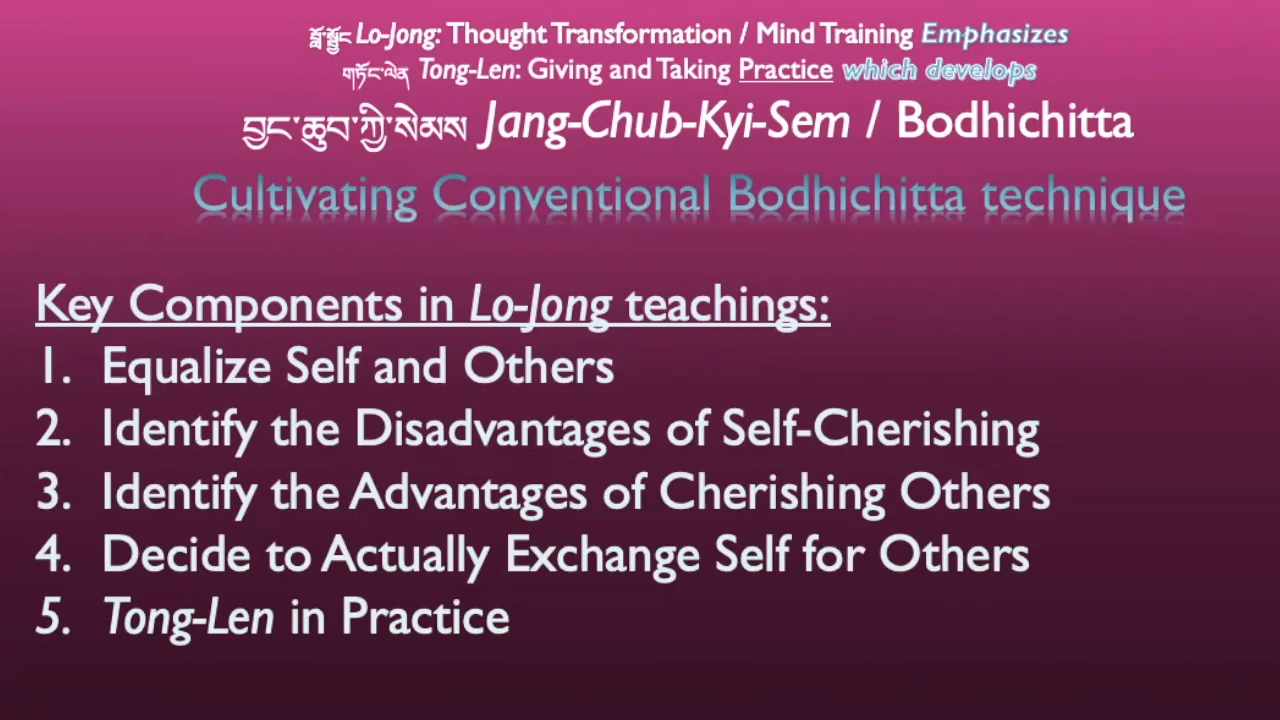 བློ་སྦྱོང Lo-Jong: Thought Transformation / Mind Training Emphasizes
གཏོང་ལེན Tong-Len: Giving and Taking Practice which develops
བྱང་ཆུབ་ཀྱི་སེམས Jang-Chub-Kyi-Sem / Bodhichitta
Cultivating Conventional Bodhichitta technique
Key Components in Lo-Jong teachings:
1. Equalize Self and Others
2. Identify the Disadvantages of Self-Cherishing
3. Identify the Advantages of Cherishing Others
4. Decide to Actually Exchange Self for Others
5. Tong-Len in Practice